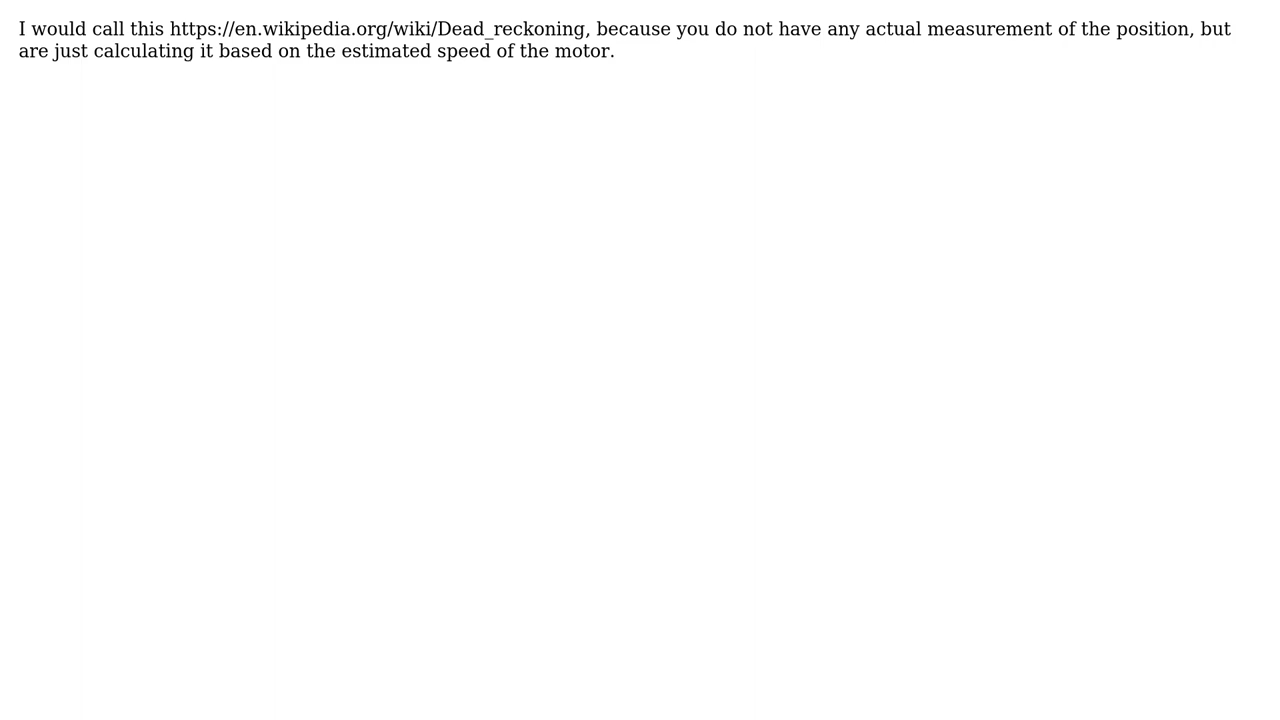 I would call this https://en.wikipedia.org/wiki/Dead_reckoning, because you do not have any actual measurement of the position, but
are just calculating it based on the estimated speed of the motor.